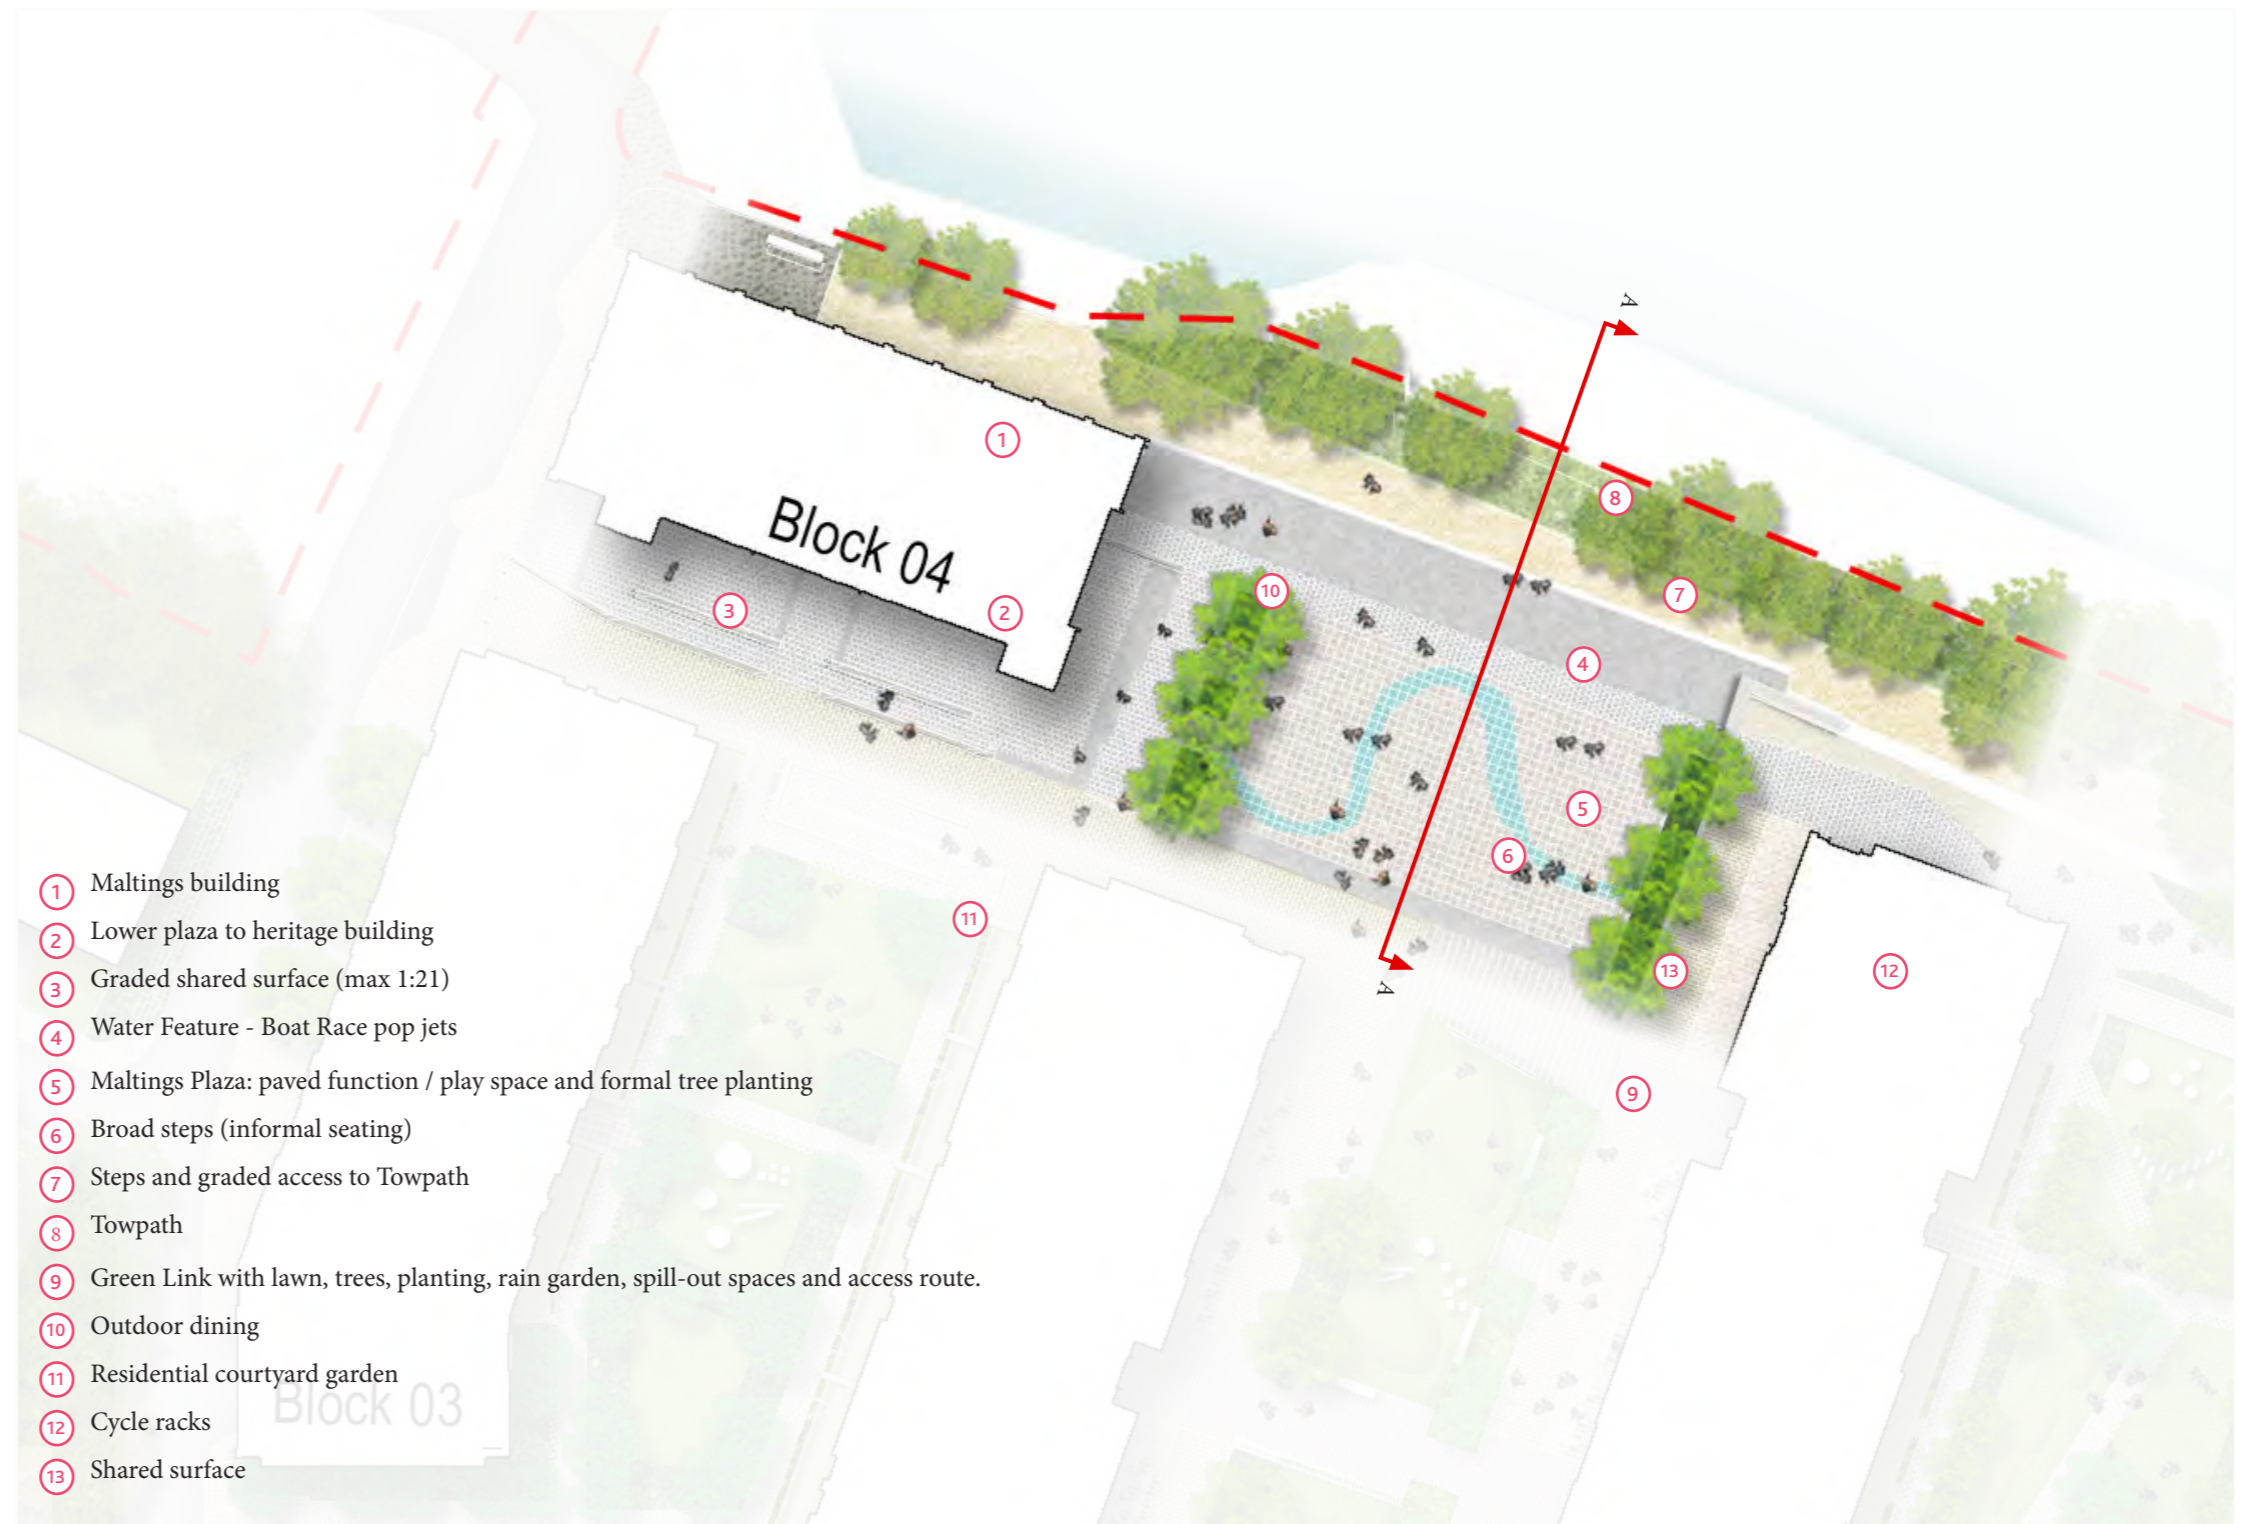 A
1
8
Block 04
10
3
2
7
4
5
6
11
13
12
A
9
1 Maltings building
2 Lower plaza to heritage building
3 Graded shared surface (max 1:21)
4 Water Feature - Boat Race pop jets
5 Maltings Plaza: paved function / play space and formal tree planting
6 Broad steps (informal seating)
7 Steps and graded access to Towpath
8 Towpath
9 Green Link with lawn, trees, planting, rain garden, spill-out spaces and access route.
10 Outdoor dining
11 Residential courtyard garden
Block 03
12 Cycle racks
13 Shared surface